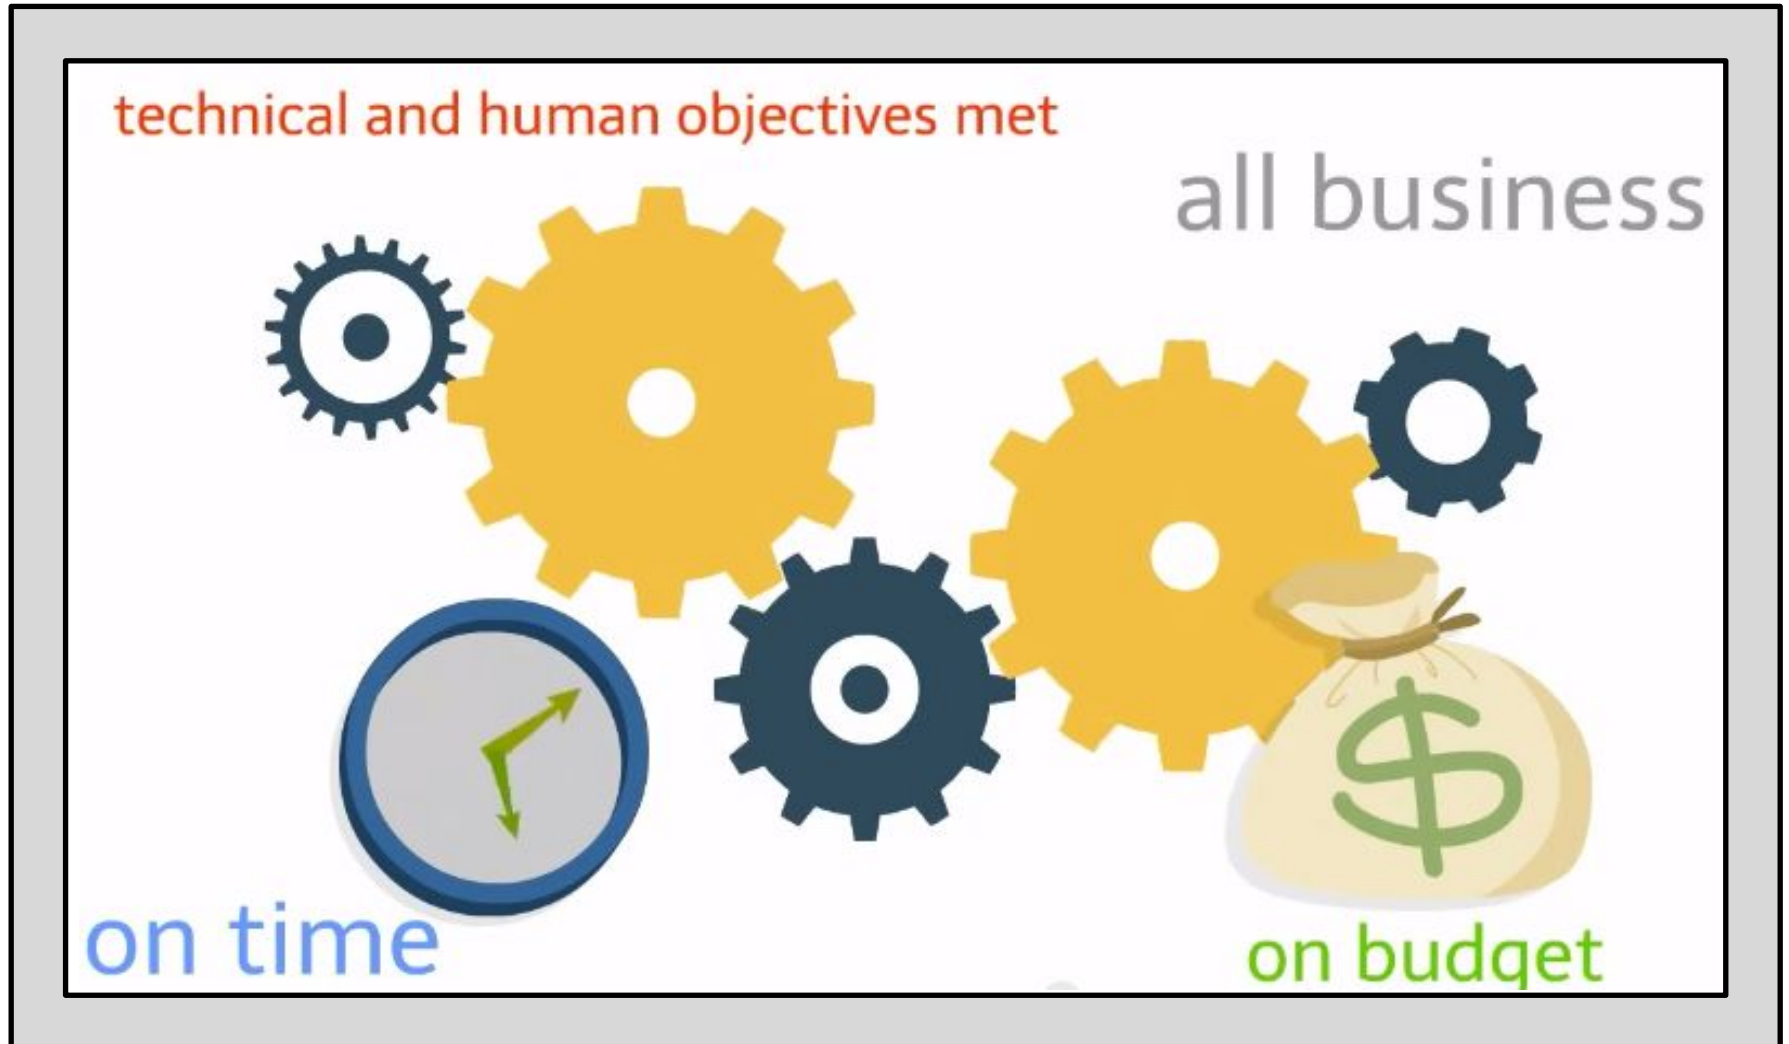 technical and human objectives met
all business
on time
on budget
$